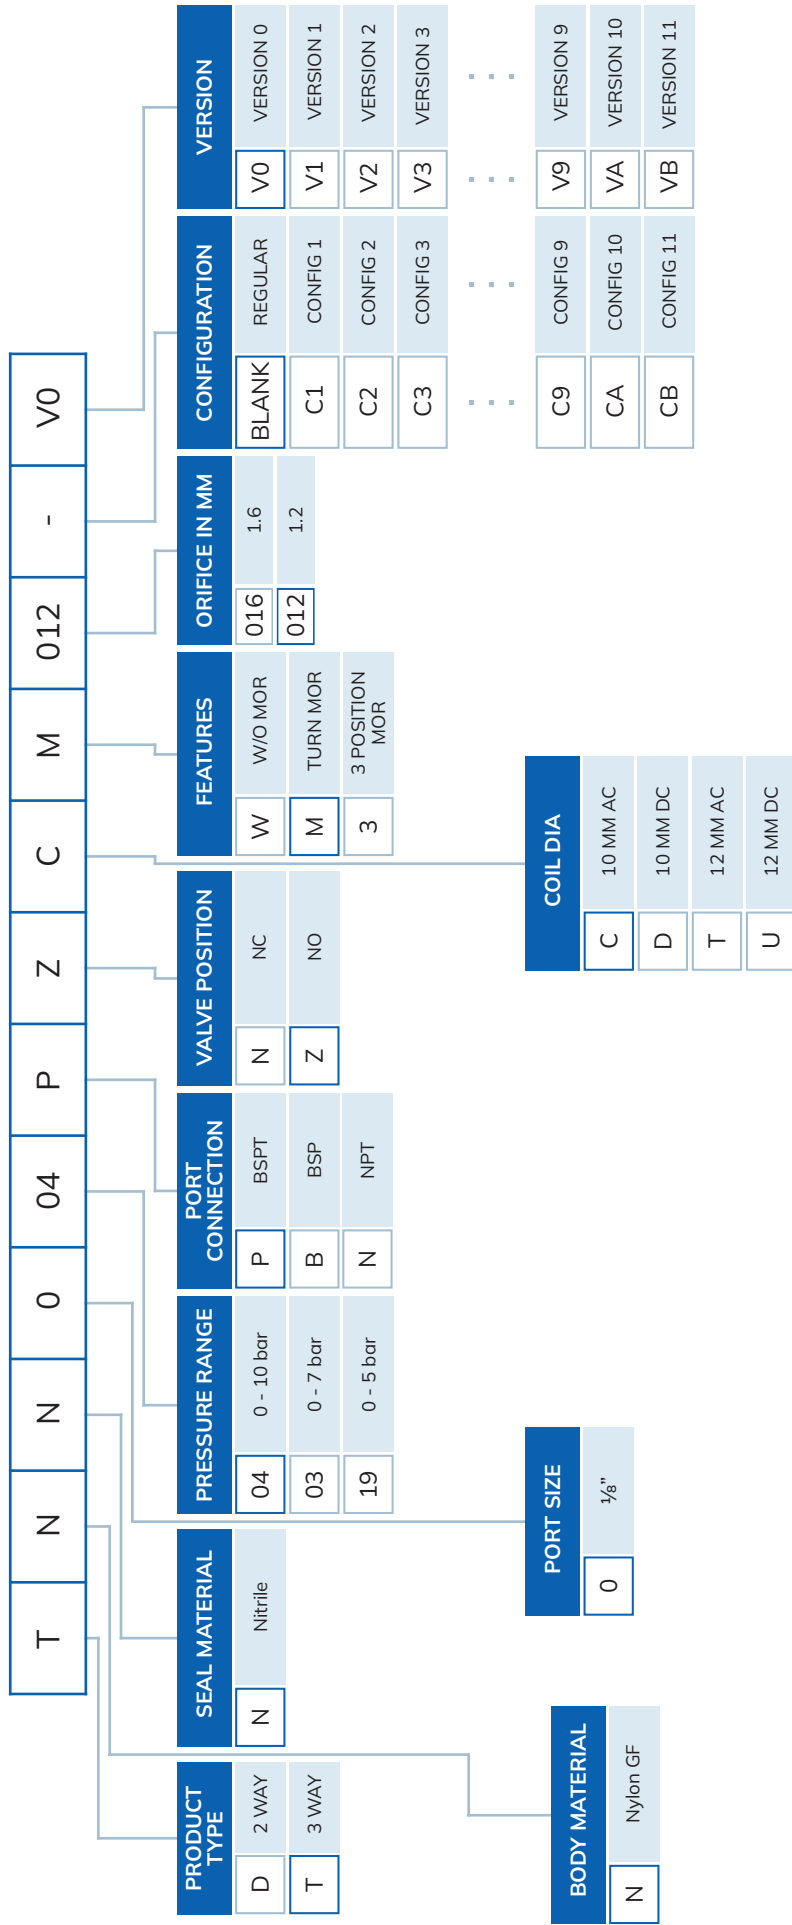 T N N 0 04 P Z C M 012 - V0
PRODUCT
TYPE
D 2 WAY
T 3 WAY
SEAL MATERIAL
N Nitrile
PRESSURE RANGE
04 0 - 10 bar
03 0 - 7 bar
19 0 - 5 bar
PORT
CONNECTION
P BSPT
B BSP
N NPT
VALVE POSITION
N NC
Z NO
FEATURES
W W/O MOR
M TURN MOR
3 3 POSITION
MOR
ORIFICE IN MM
016 1.6
012 1.2
CONFIGURATION
BLANK REGULAR
C1 CONFIG 1
C2 CONFIG 2
C3 CONFIG 3
C9 CONFIG 9
CA CONFIG 10
CB CONFIG 11
VERSION
V0 VERSION 0
V1 VERSION 1
V2 VERSION 2
V3 VERSION 3
V9 VERSION 9
VA VERSION 10
VB VERSION 11
BODY MATERIAL
N Nylon GF
PORT SIZE
0 ⅛”
COIL DIA
C 10 MM AC
D 10 MM DC
T 12 MM AC
U 12 MM DC